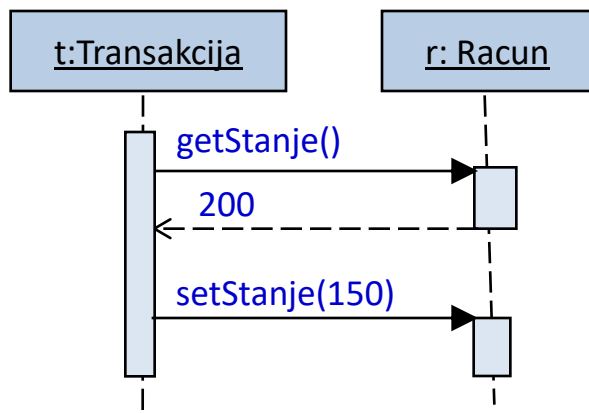 t:Transakcija
r: Racun
getStanje()
200
setStanje(150)